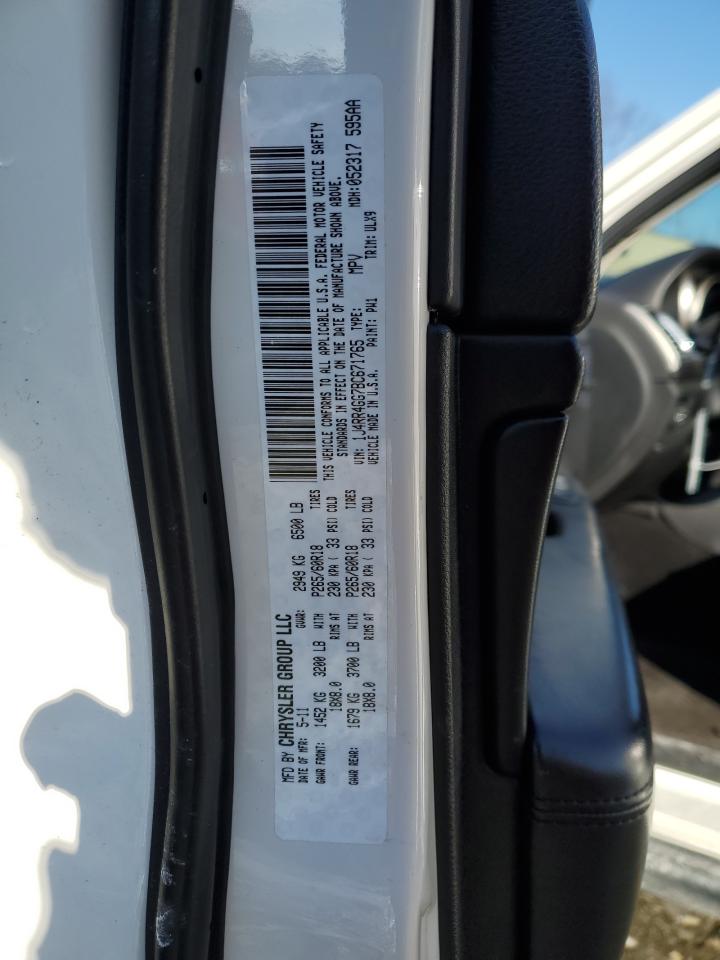 MFD BY CHRYSLER GROUP LLC
DATE OF MFR: 5-11 GVWR: 2949 KG 6500 LB
GAWR FRONT: 1452 KG 3200 LB WITH P265/60R18 TIRES
18X8.0 RIMS AT 230 KPA ( 33 PSI) COLD
GAWR REAR: 1679 KG 3700 LB WITH P265/60R18 TIRES
18X8.0 RIMS AT 230 KPA ( 33 PSI) COLD
THIS VEHICLE CONFORMS TO ALL APPLICABLE U.S.A. FEDERAL MOTOR VEHICLE SAFETY
STANDARDS IN EFFECT ON THE DATE OF MANUFACTURE SHOWN ABOVE.
VIN: 1J4RR4GG7BC671765 TYPE: MPV MDH:052317 595AA
VEHICLE MADE IN U.S.A. PAINT: PW1 TRIM: ULX9